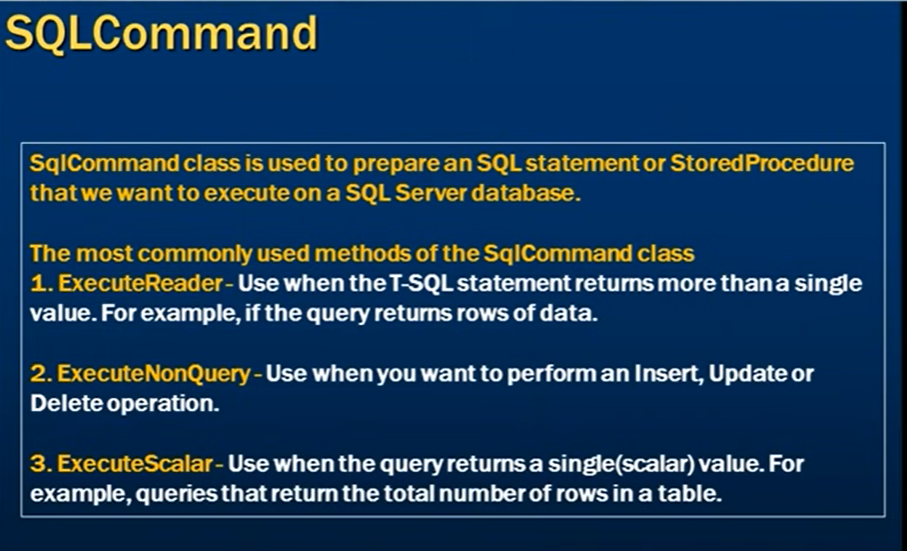 SQLCommand
SqlCommand class is used to prepare an SQL statement or StoredProcedure
that we want to execute on a SQL Server database.
The most commonly used methods of the SqlCommand class
1. ExecuteReader - Use when the T-SQL statement returns more than a single
value. For example, if the query returns rows of data.
2. ExecuteNonQuery - Use when you want to perform an Insert, Update or
Delete operation.
3. ExecuteScalar - Use when the query returns a single(scalar) value. For
example, queries that return the total number of rows in a table.